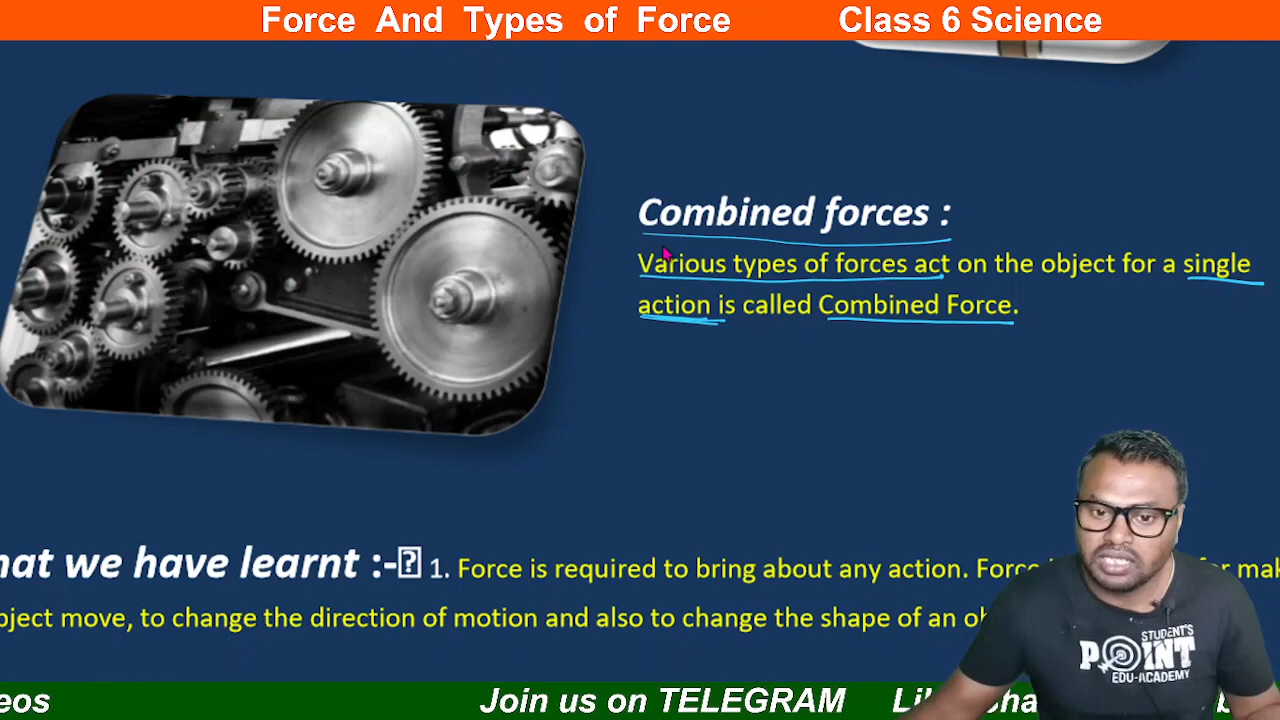 Force And Types of Force Class 6 Science
Combined forces :
Various types of forces act on the object for a single
action is called Combined Force.
hat we have learnt :- 1. Force is required to bring about any action. Force
object move, to change the direction of motion and also to change the shape of an
STUDENT'S
POINT
EDU-ACADEMY
eos Join us on TELEGRAM